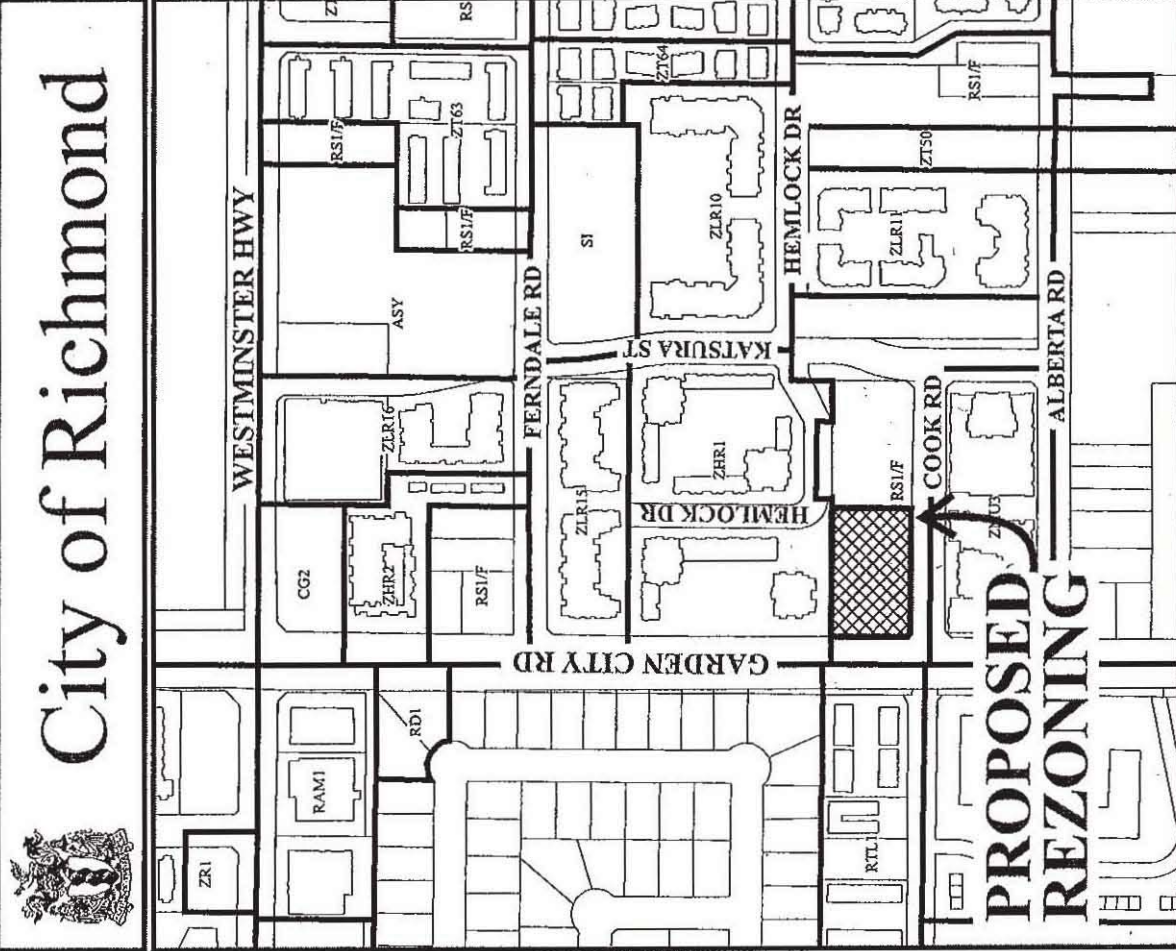 City of Richmond
WESTMINSTER HWY
RS
ZT63
ZT64
RS1/F
RS1/F
RS1/F
ZT50
SI
ZLR10
HEMLOCK DR
ZLR11
ASY
FERNDALE RD
KATSURA ST
ALBERTA RD
ZLR16
COOK RD
ZLR15
ZHR1
RS1/F
HEMLOCK DR
CG2
ZHR2
RS1/F
GARDEN CITY RD
RD1
RAM1
ZR1
PROPOSED
REZONING